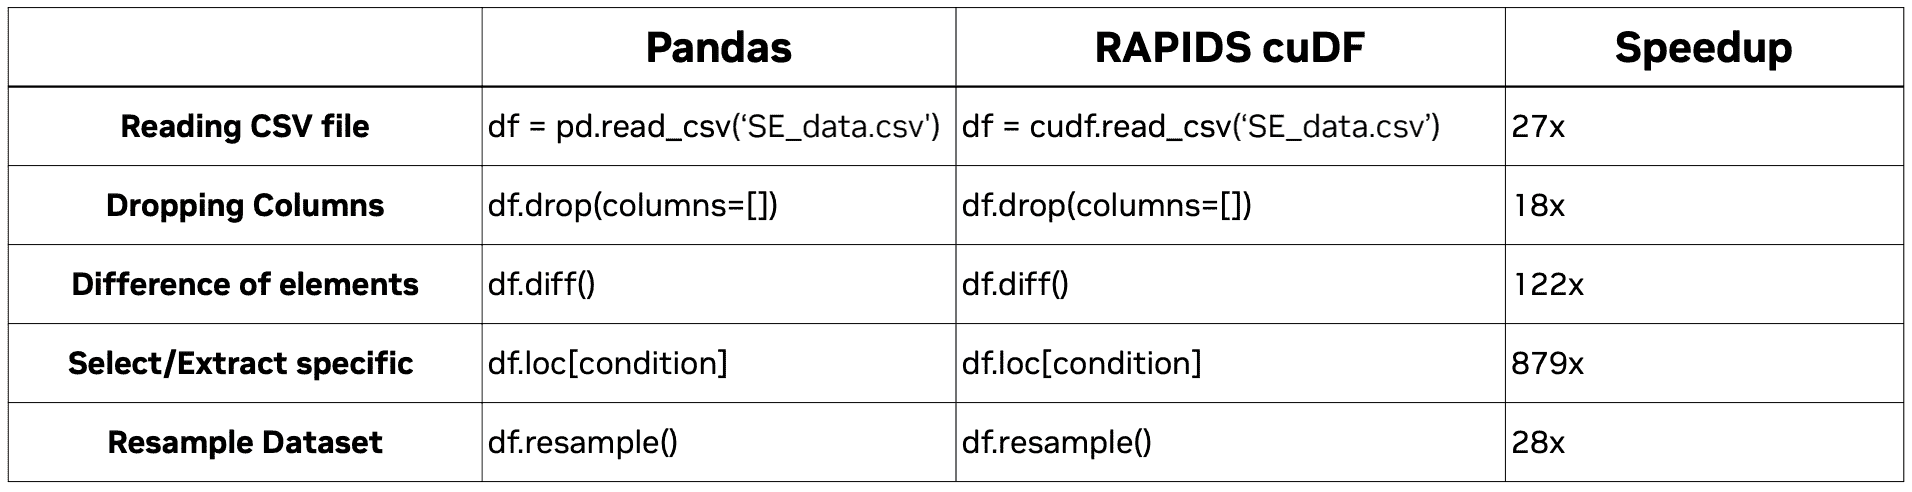 Pandas RAPIDS cuDF Speedup
Reading CSV file df = pd.read_csv(‘SE_data.csv') df = cudf.read_csv(‘SE_data.csv’) 27x
Dropping Columns df.drop(columns=[]) df.drop(columns=[]) 18x
Difference of elements df.diff() df.diff() 122x
Select/Extract specific df.loc[condition] df.loc[condition] 879x
Resample Dataset df.resample() df.resample() 28x